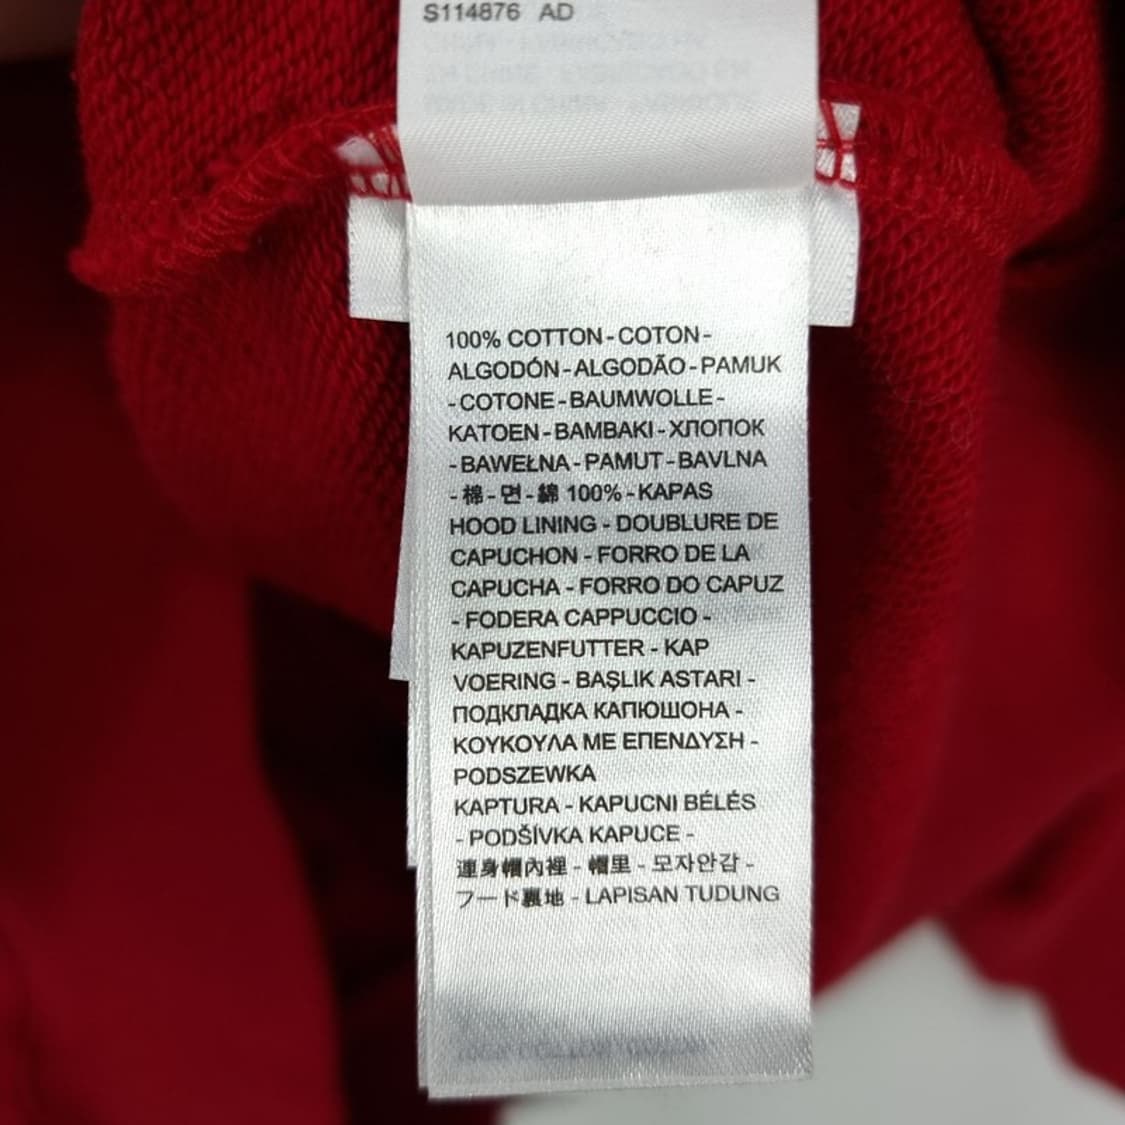 S114876 AD
100% COTTON - COTON -
ALGODÓN - ALGODÃO - PAMUK
- COTONE - BAUMWOLLE -
KATOEN - BAMBAKI - ХЛОПОК
- BAWEŁNA - PAMUT - BAVLNA
- 棉 - 면 - 綿 100% - KAPAS
HOOD LINING - DOUBLURE DE
CAPUCHON - FORRO DE LA
CAPUCHA - FORRO DO CAPUZ
- FODERA CAPPUCCIO -
KAPUZENFUTTER - KAP
VOERING - BAŞLIK ASTARI -
ПОДКЛАДКА КАПЮШОНА -
ΚΟΥΚΟΥΛΑ ΜΕ ΕΠΕΝΔΥΣΗ -
PODSZEWKA
KAPTURA - KAPUCNI BÉLÉS
- PODŠÍVKA KAPUCE -
連身帽內裡 - 帽里 - 모자안감 -
フード裏地 - LAPISAN TUDUNG